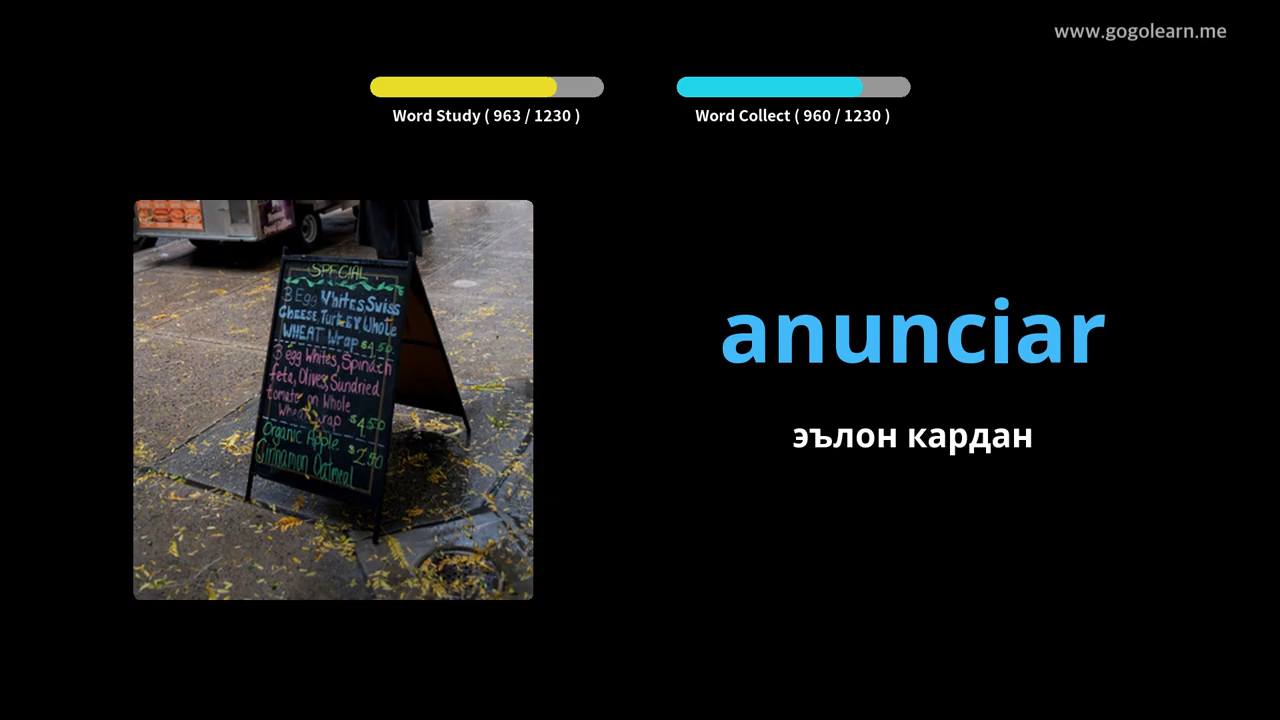 www.gogolearn.me
Word Study ( 963 / 1230 )
Word Collect ( 960 / 1230 )
SPECIAL
3 Egg Whites, Swiss
Cheese, Turkey Whole
WHEAT Wrap $4.50
3 egg Whites, Spinach
feta, Olives, Sundried
tomato on Whole
Wheat Wrap $4.50
Organic Apple
Cinnamon Oatmeal $2.50
anunciar
эълон кардан